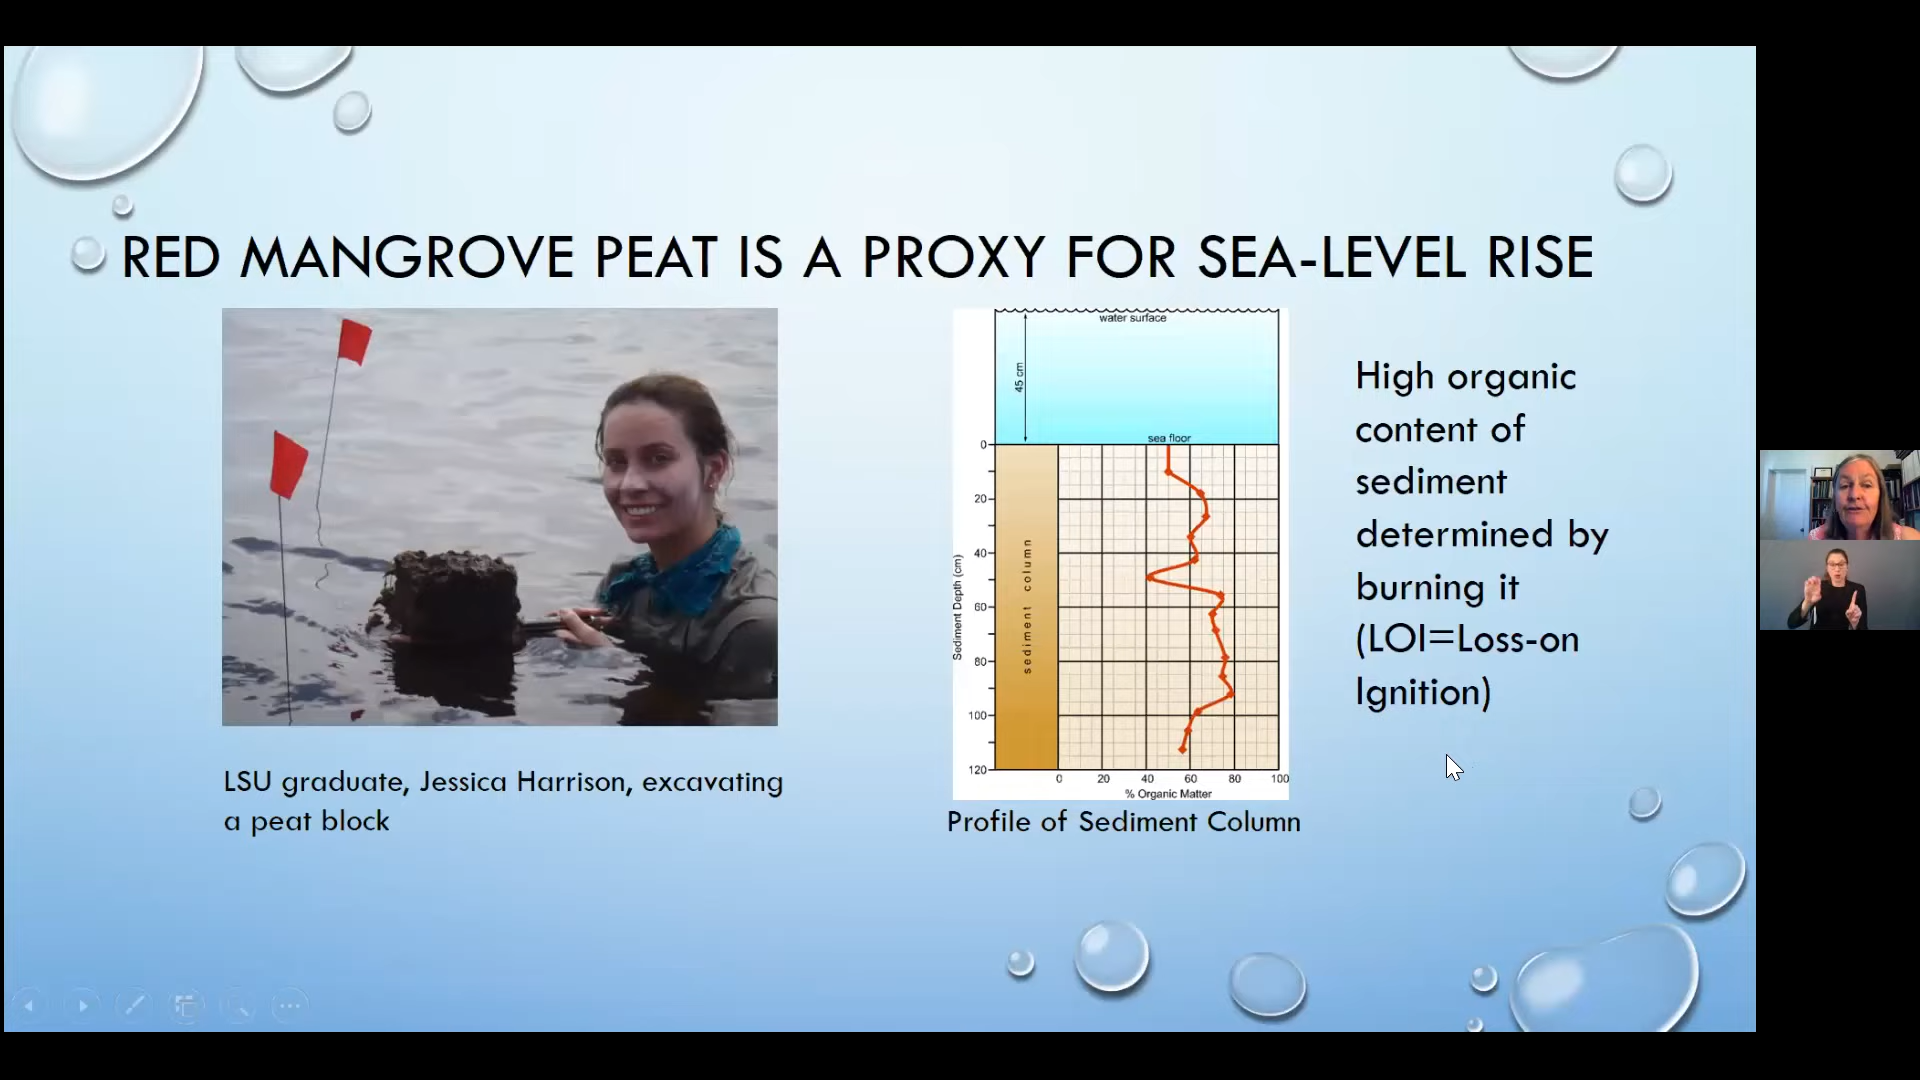 RED MANGROVE PEAT IS A PROXY FOR SEA-LEVEL RISE
LSU graduate, Jessica Harrison, excavating
a peat block
water surface
45 cm
sea floor
0
20
40
60
80
100
120
Sediment Depth (cm)
sediment column
0 20 40 60 80 100
% Organic Matter
Profile of Sediment Column
High organic
content of
sediment
determined by
burning it
(LOI=Loss-on
Ignition)